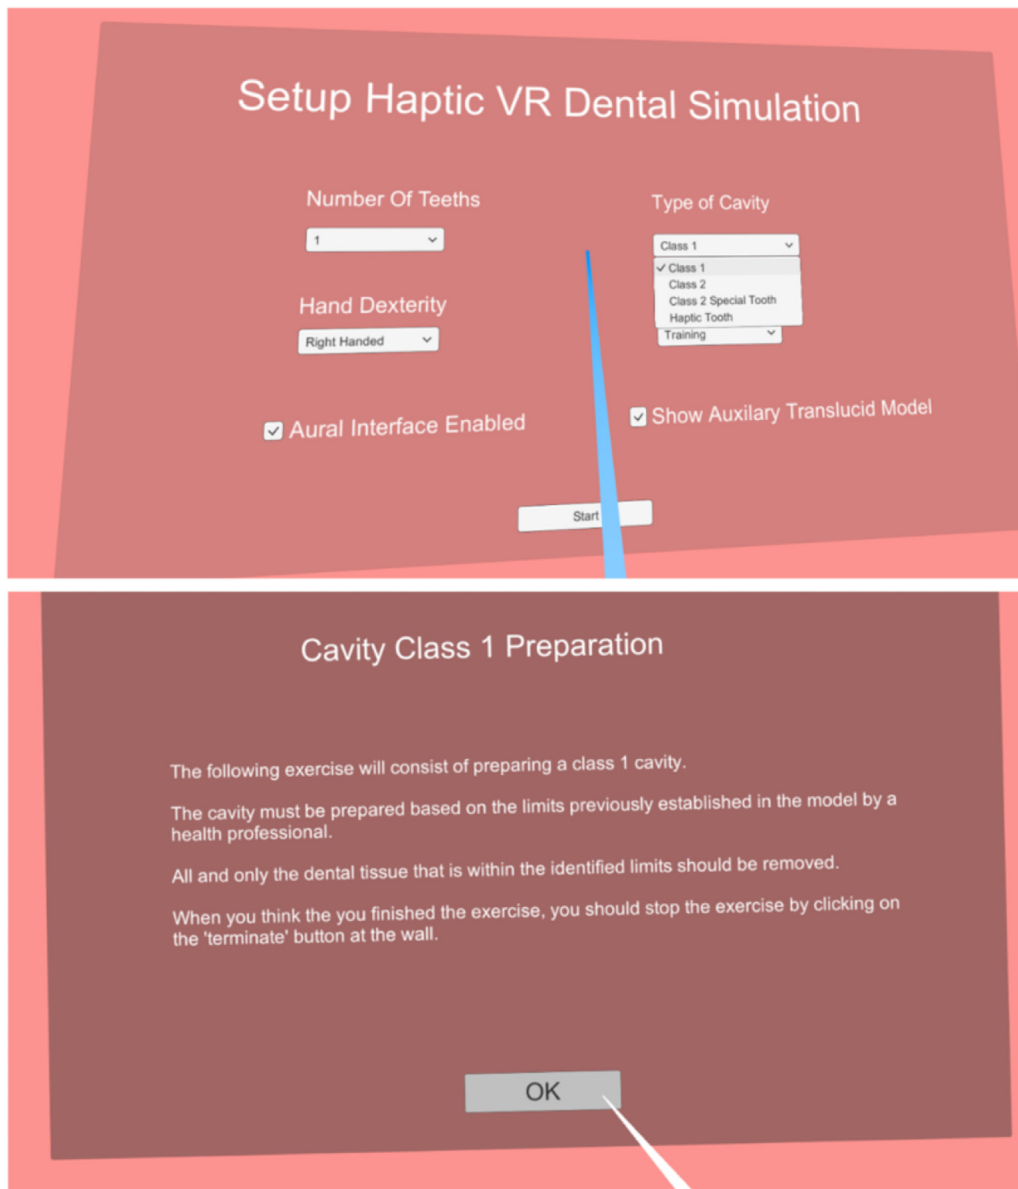 Setup Haptic VR Dental Simulation
Number Of Teeths
Type of Cavity
1
Class 1
Class 1
Class 2
Class 2 Special Tooth
Haptic Tooth
Hand Dexterity
Right Handed
Training
Aural Interface Enabled
Show Auxilary Translucid Model
Start
Cavity Class 1 Preparation
The following exercise will consist of preparing a class 1 cavity.
The cavity must be prepared based on the limits previously established in the model by a
health professional.
All and only the dental tissue that is within the identified limits should be removed.
When you think the you finished the exercise, you should stop the exercise by clicking on
the 'terminate' button at the wall.
OK